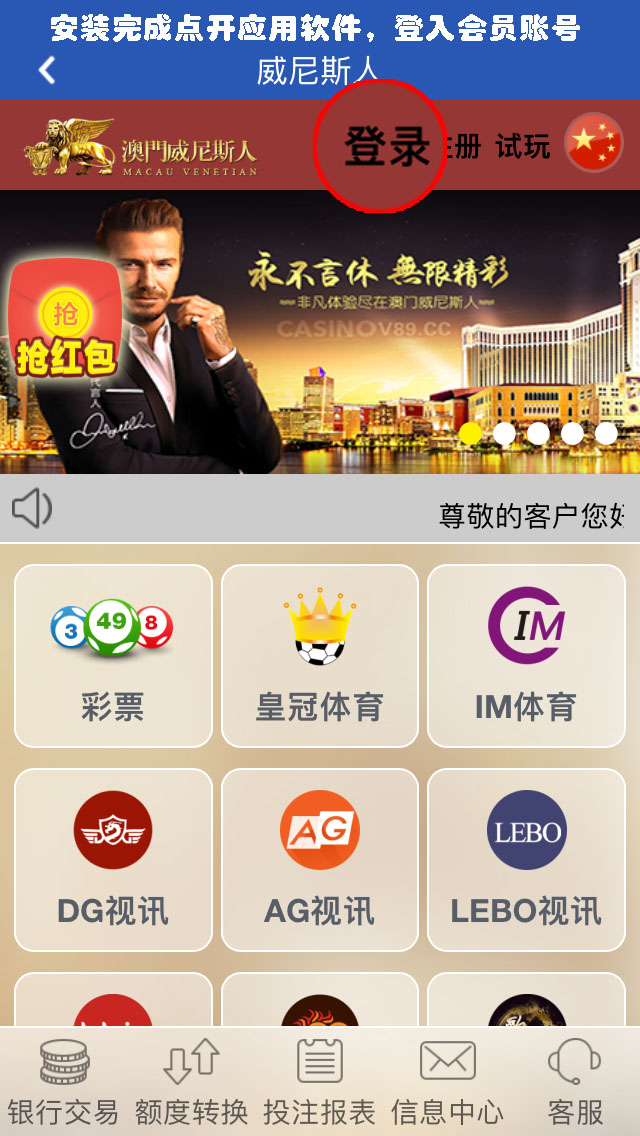 安装完成点开应用软件，登入会员账号
威尼斯人
澳門威尼斯人
MACAU VENETIAN
登录
注册 试玩
永不言休 無限精彩
非凡体验尽在澳门威尼斯人
CASINOV89.CC
抢
抢红包
代言人
尊敬的客户您好
3 49 8
彩票
皇冠体育
IM
IM体育
DG
DG视讯
AG
AG视讯
LEBO
LEBO视讯
银行交易
额度转换
投注报表
信息中心
客服